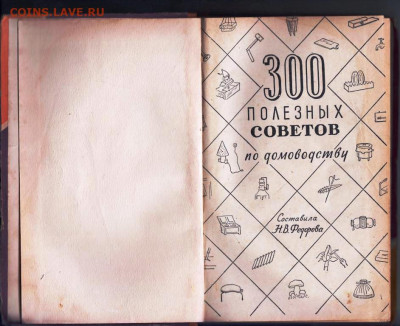 COINS.LAVE.RU
300
ПОЛЕЗНЫХ
СОВЕТОВ
по домоводству
Составила
Н.В.Федорова